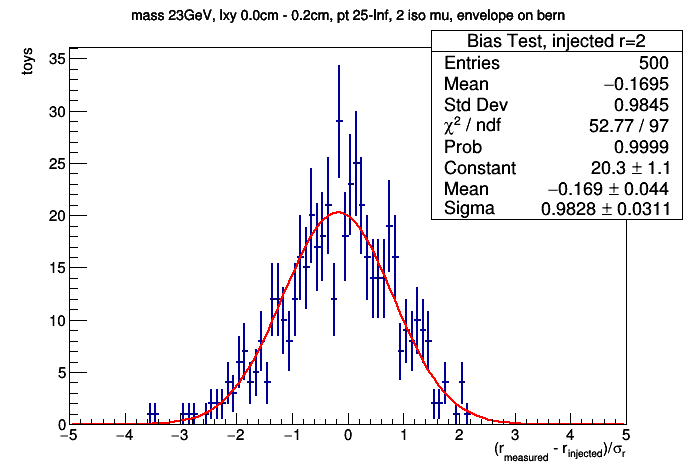 mass 23GeV, lxy 0.0cm - 0.2cm, pt 25-Inf, 2 iso mu, envelope on bern
toys
Bias Test, injected r=2
Entries 500
Mean −0.1695
Std Dev 0.9845
χ² / ndf 52.77 / 97
Prob 0.9999
Constant 20.3 ± 1.1
Mean −0.169 ± 0.044
Sigma 0.9828 ± 0.0311
35
30
25
20
15
10
5
0
−5 −4 −3 −2 −1 0 1 2 3 4 5
(r_measured - r_injected)/σ_r